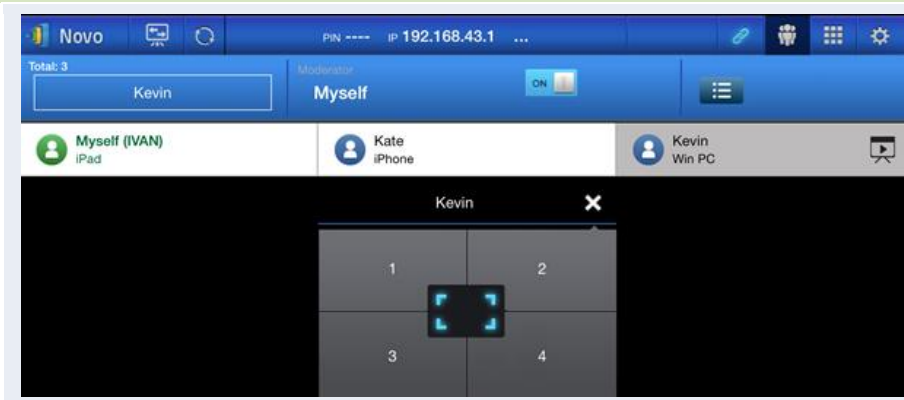 Novo PIN ---- IP 192.168.43.1 ...
Total: 3
Kevin
Moderator
Myself
ON
Myself (IVAN)
iPad
Kate
iPhone
Kevin
Win PC
Kevin
1 2
3 4